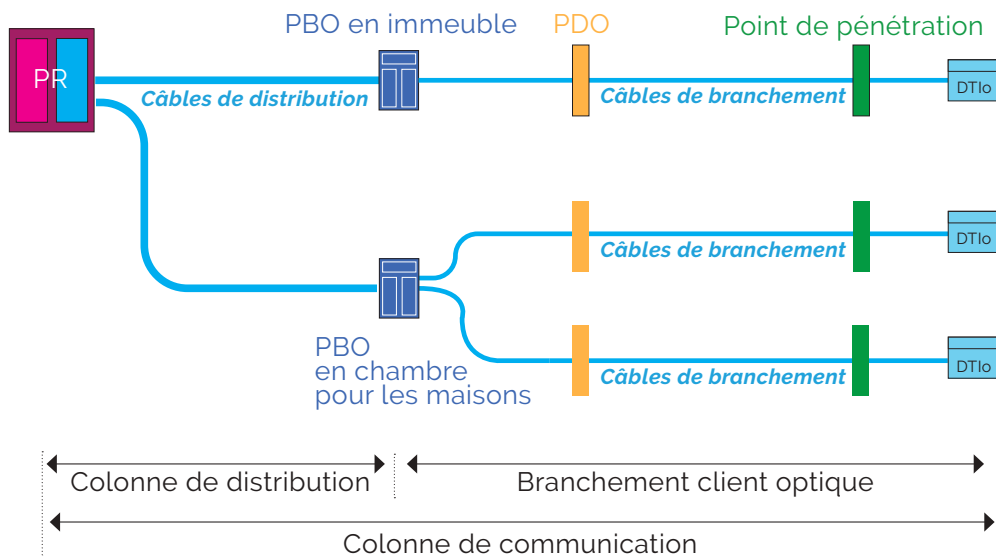 PBO en immeuble
PDO
Point de pénétration
PR
Câbles de distribution
Câbles de branchement
DTIo
Câbles de branchement
DTIo
PBO
en chambre
pour les maisons
Câbles de branchement
DTIo
Colonne de distribution
Branchement client optique
Colonne de communication